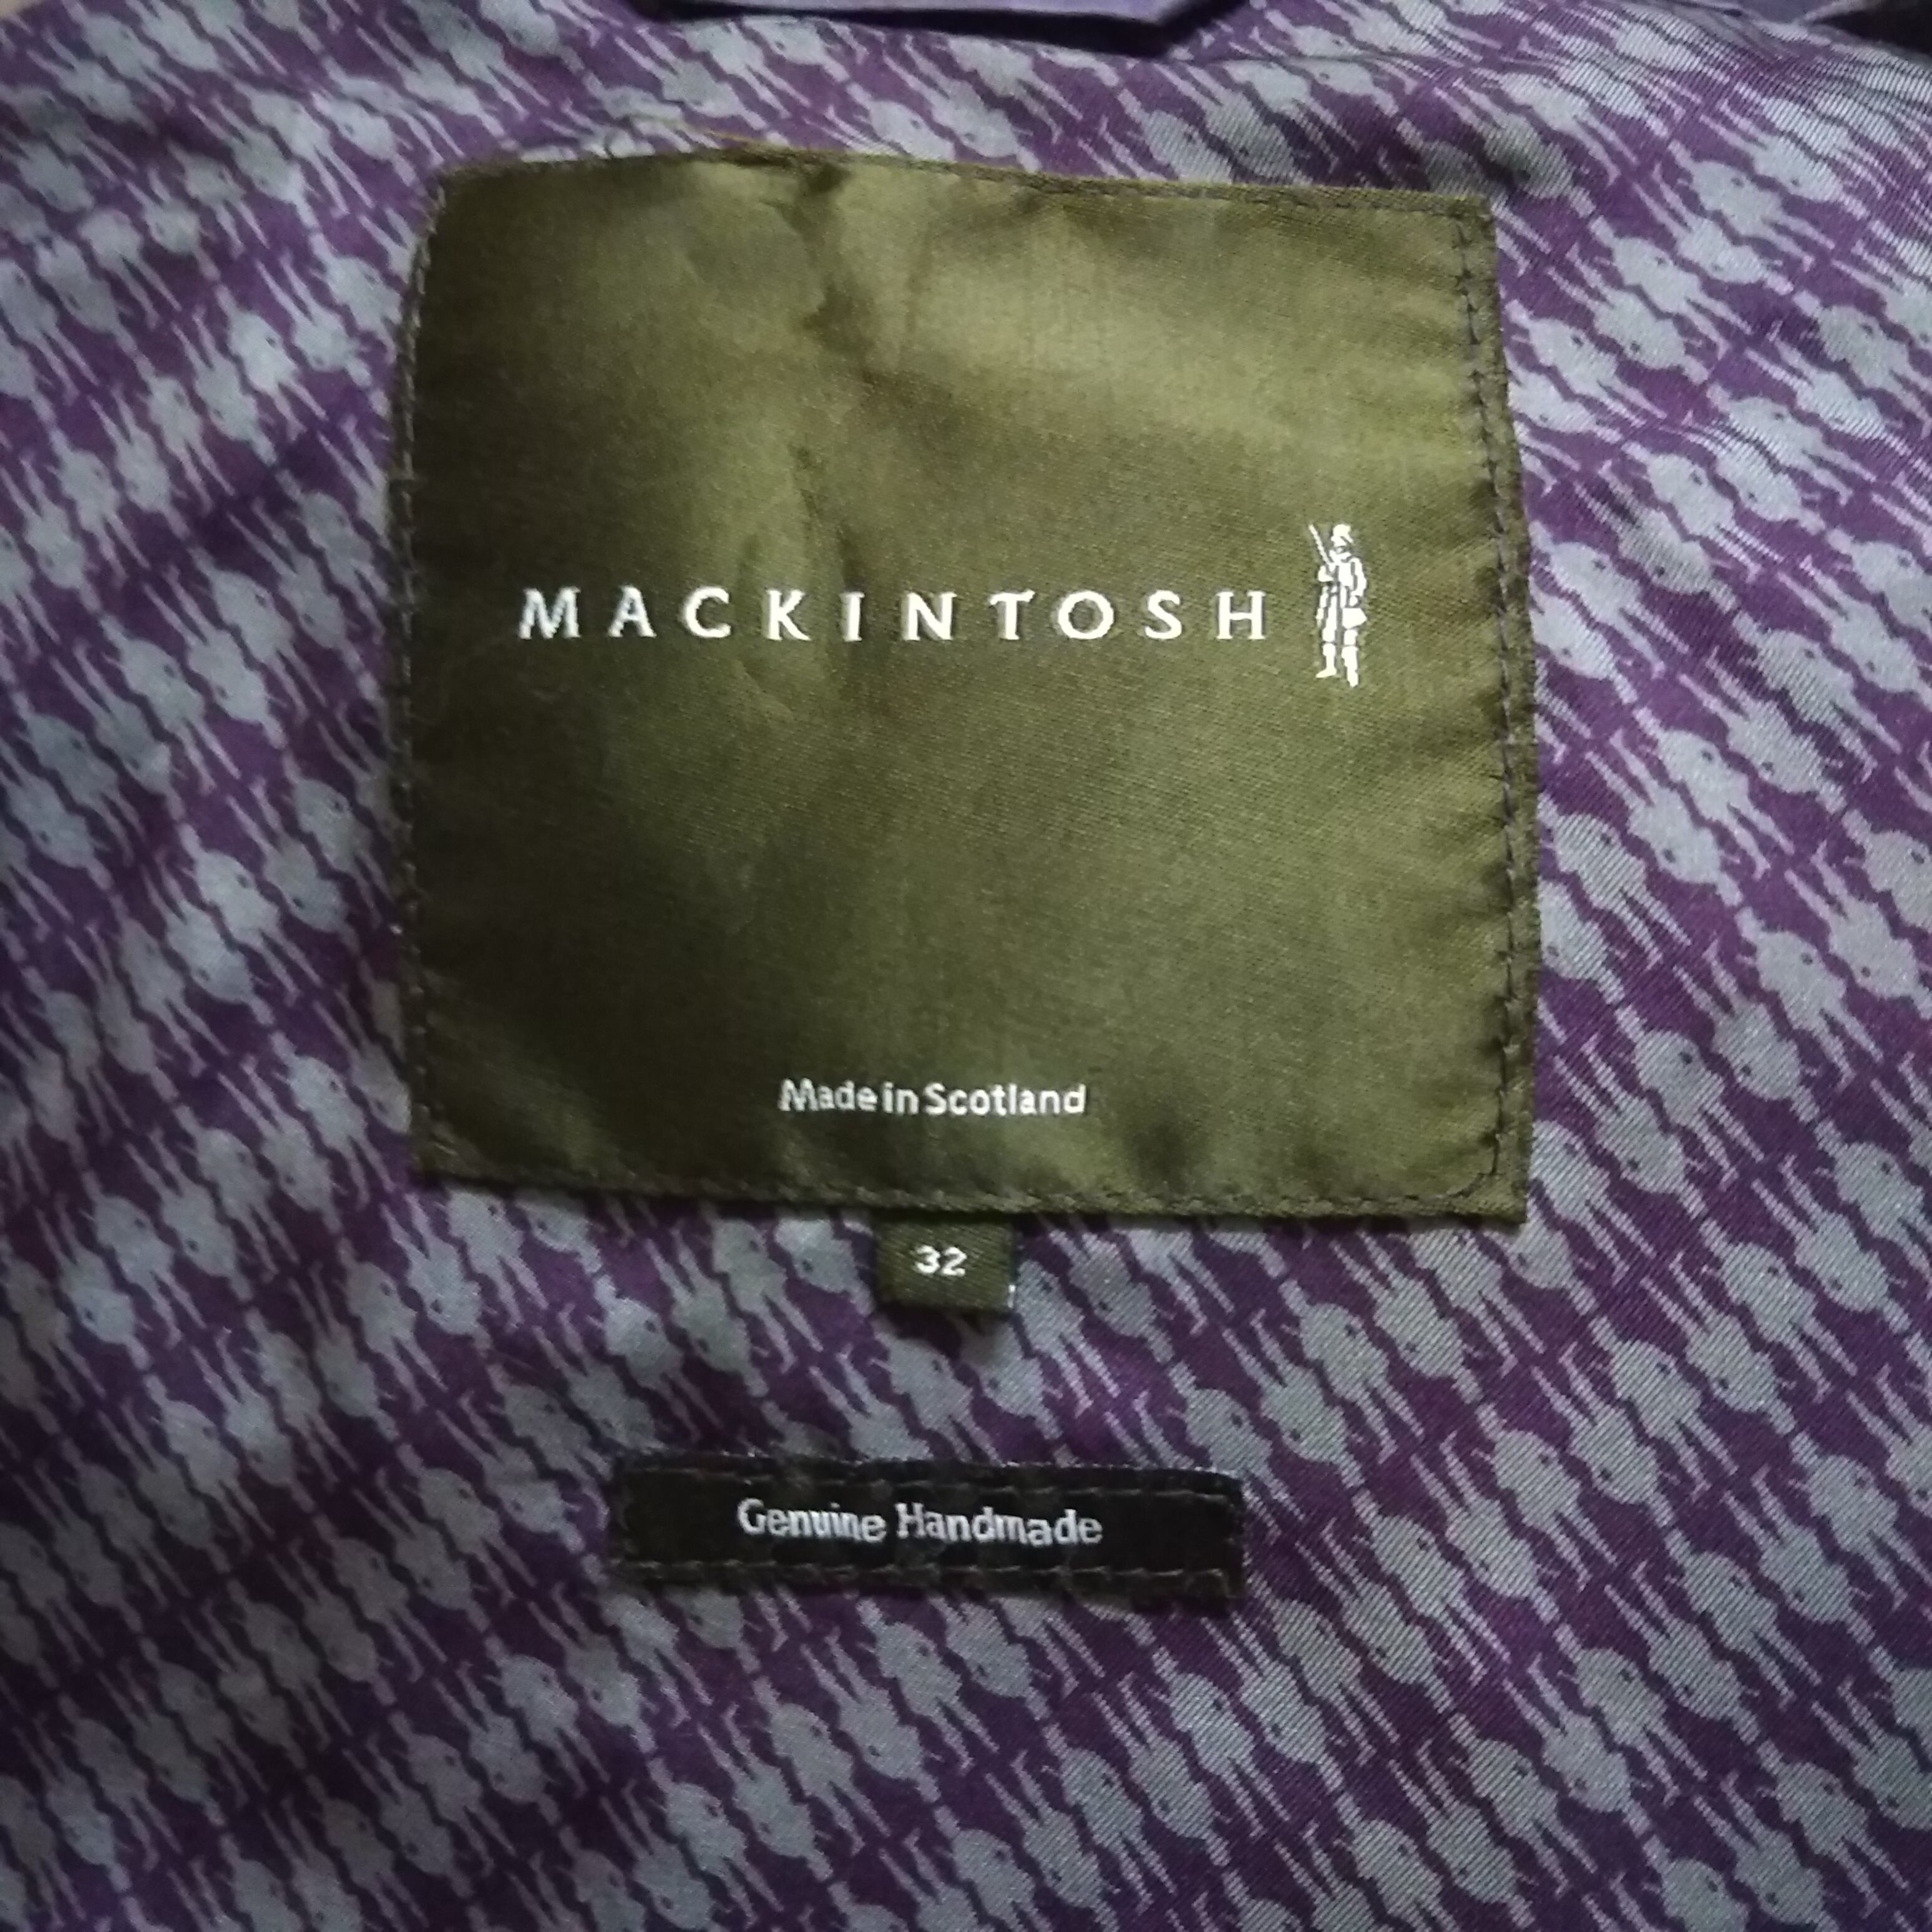 MACKINTOSH
Made in Scotland
32
Genuine Handmade